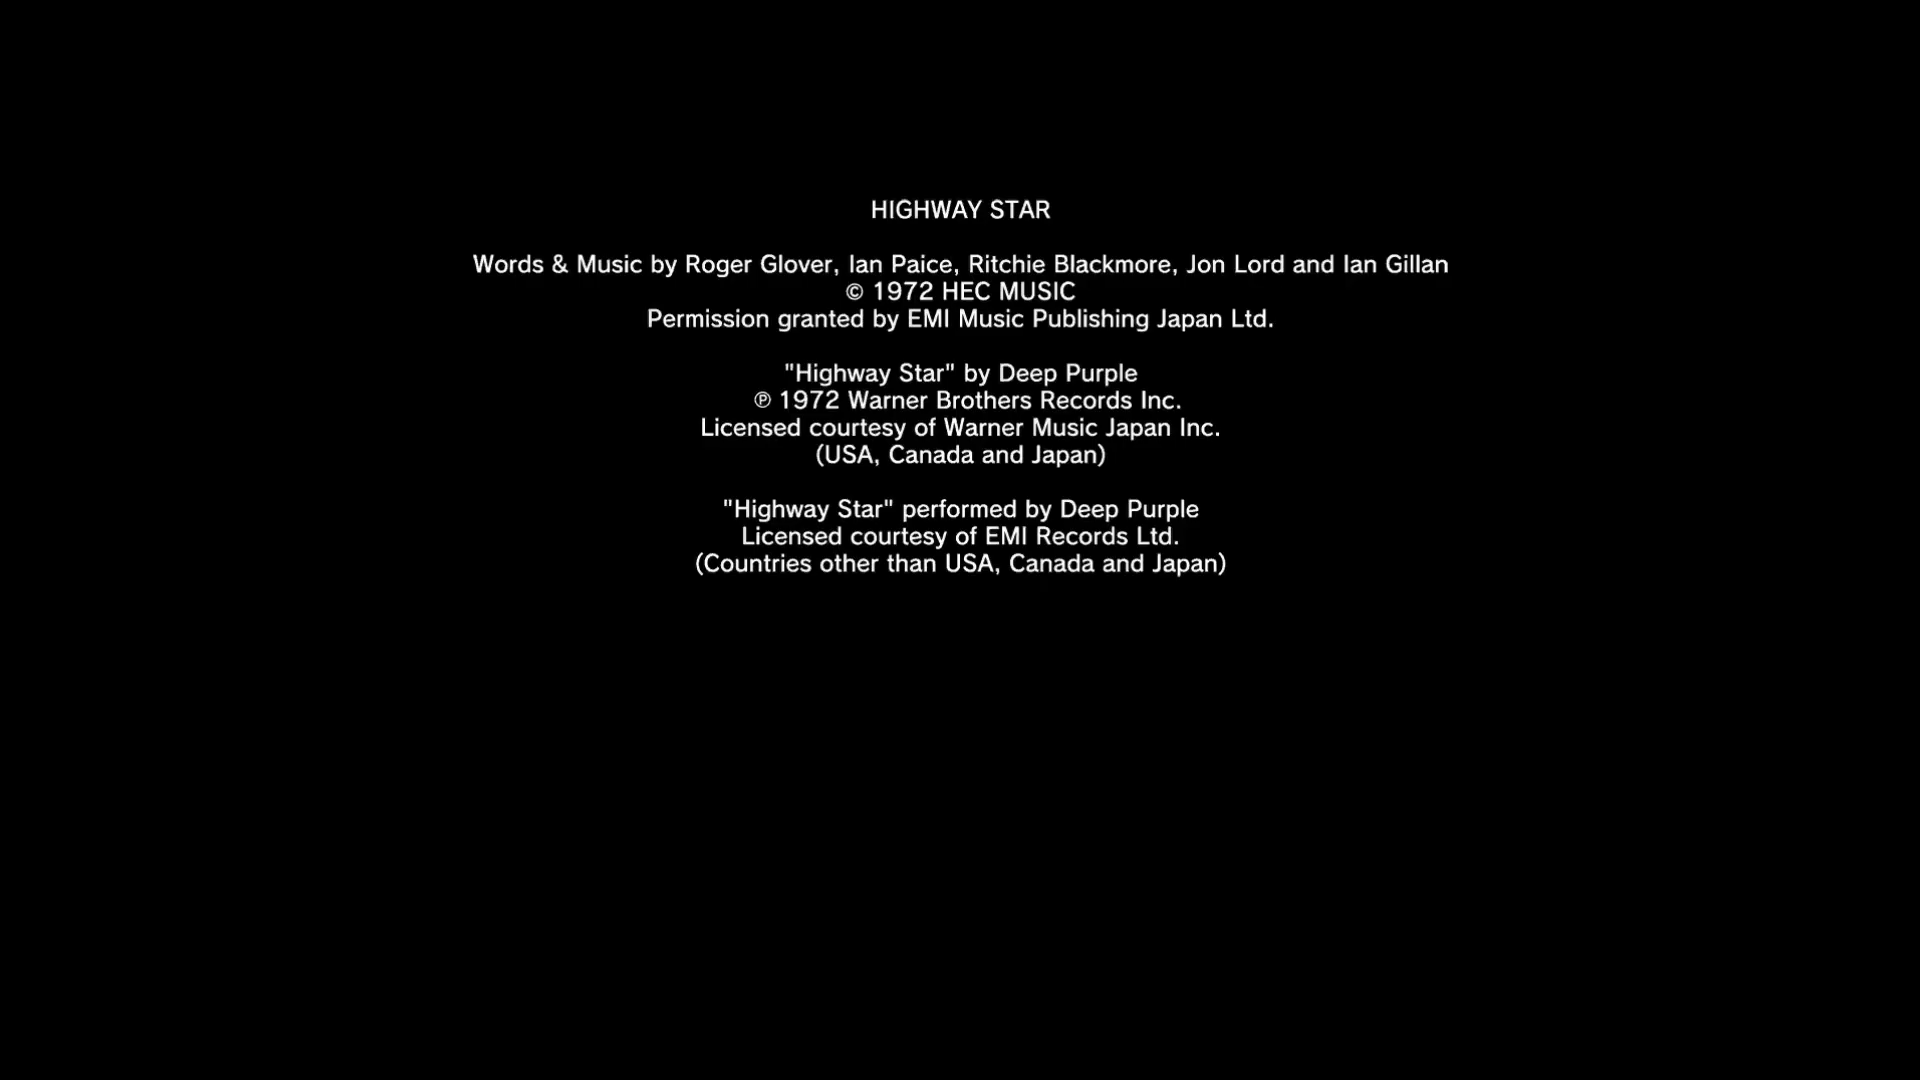 HIGHWAY STAR
Words & Music by Roger Glover, Ian Paice, Ritchie Blackmore, Jon Lord and Ian Gillan
© 1972 HEC MUSIC
Permission granted by EMI Music Publishing Japan Ltd.
"Highway Star" by Deep Purple
℗ 1972 Warner Brothers Records Inc.
Licensed courtesy of Warner Music Japan Inc.
(USA, Canada and Japan)
"Highway Star" performed by Deep Purple
Licensed courtesy of EMI Records Ltd.
(Countries other than USA, Canada and Japan)